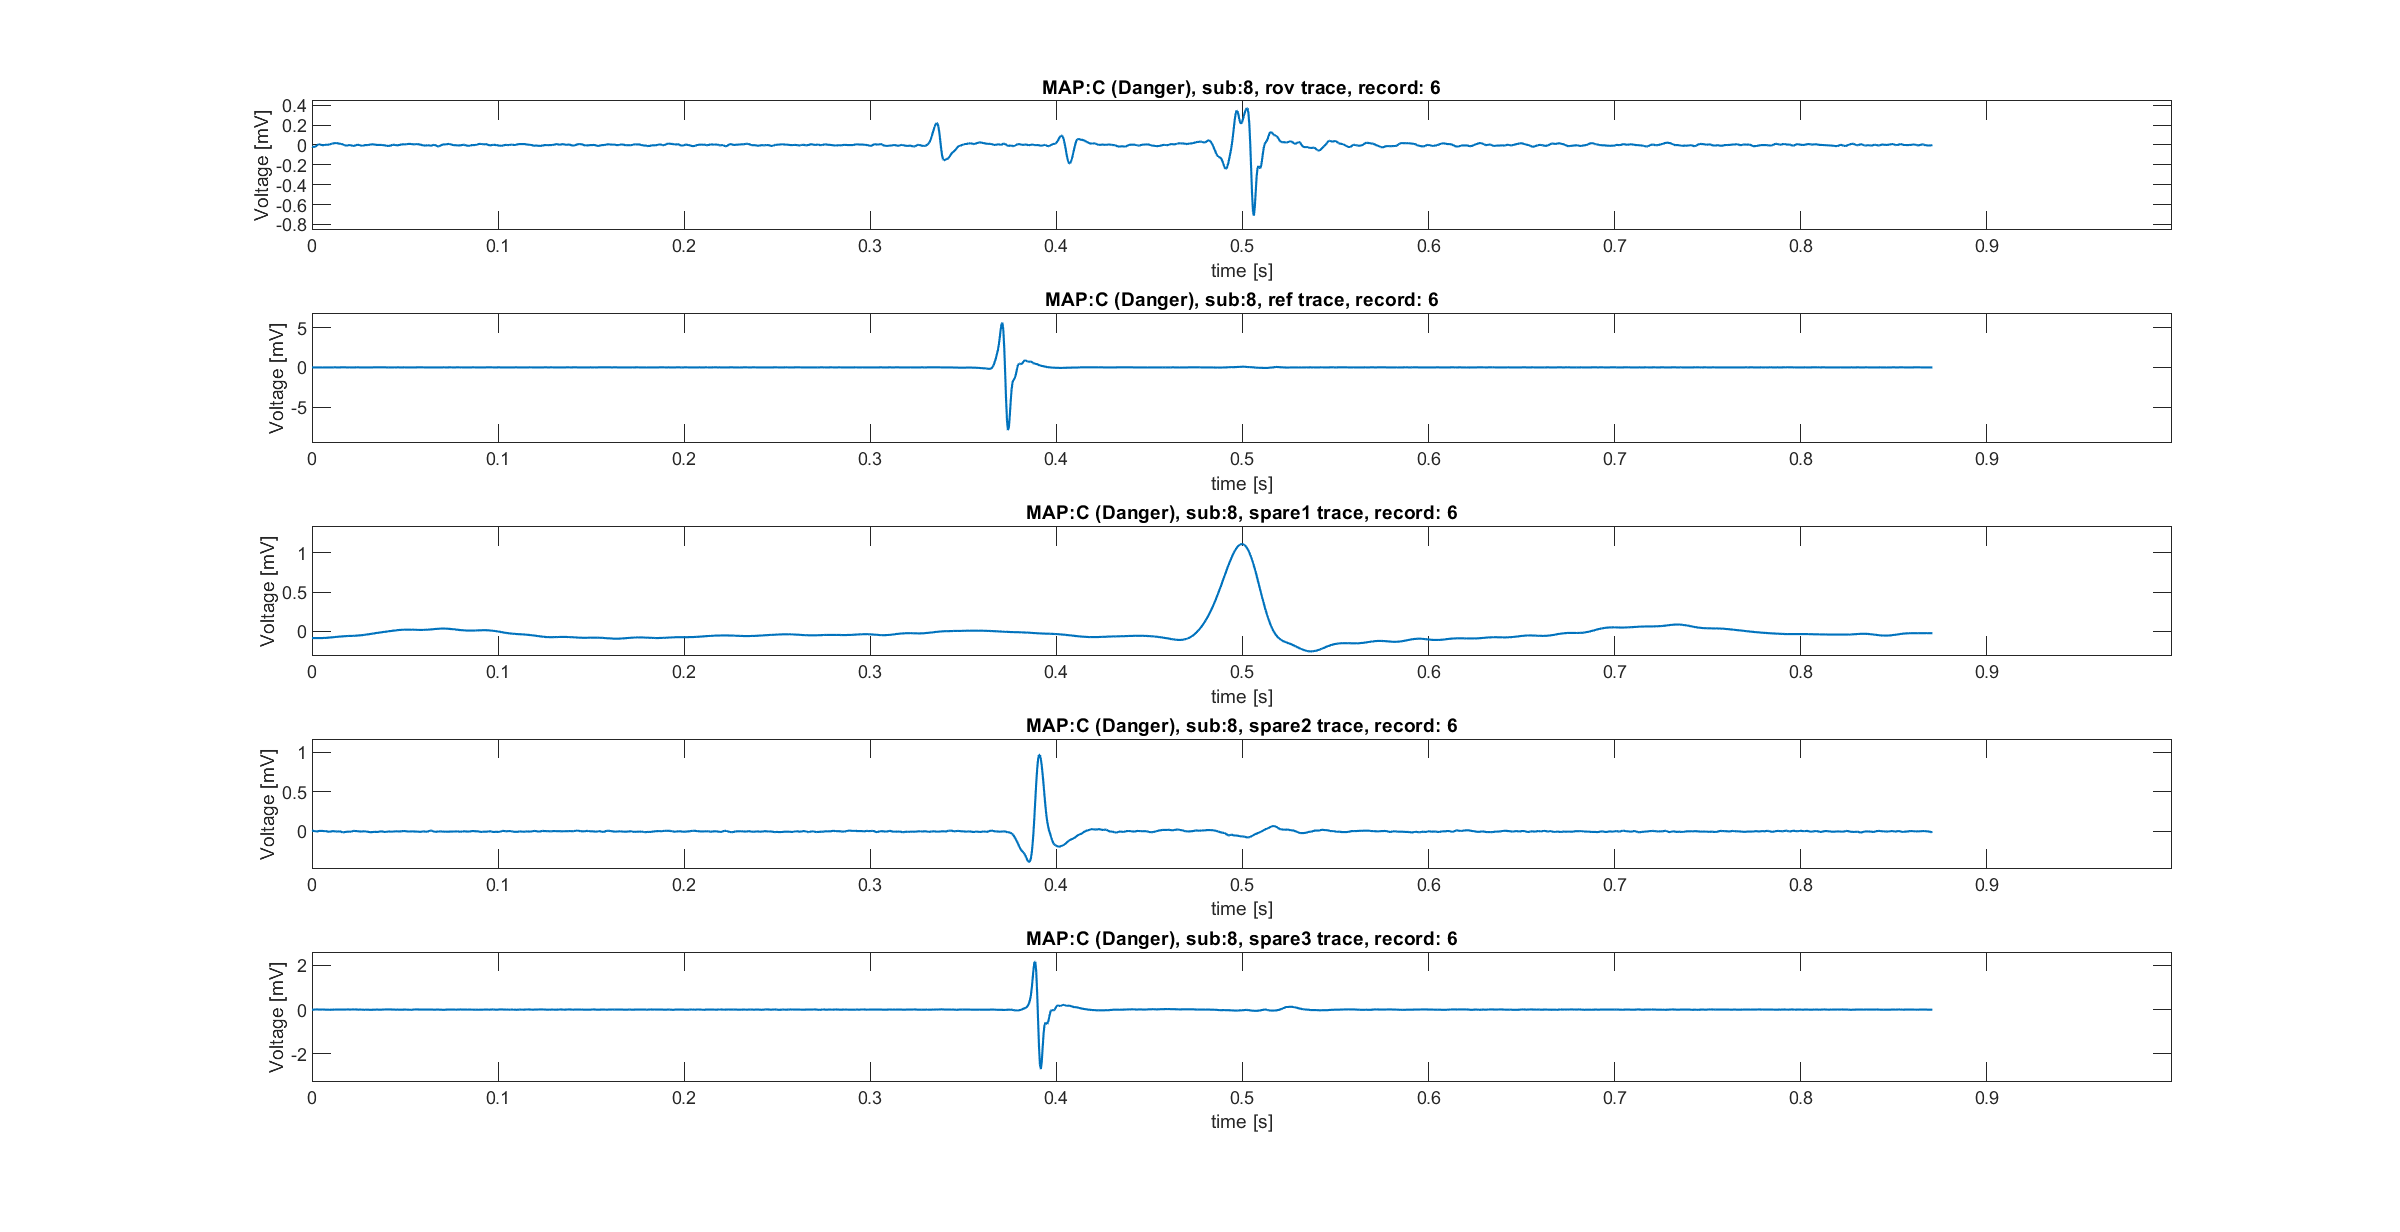 MAP:C (Danger), sub:8, rov trace, record: 6
Voltage [mV]
0.4
0.2
0
-0.2
-0.4
-0.6
-0.8
0 0.1 0.2 0.3 0.4 0.5 0.6 0.7 0.8 0.9
time [s]
MAP:C (Danger), sub:8, ref trace, record: 6
Voltage [mV]
5
0
-5
0 0.1 0.2 0.3 0.4 0.5 0.6 0.7 0.8 0.9
time [s]
MAP:C (Danger), sub:8, spare1 trace, record: 6
Voltage [mV]
1
0.5
0
0 0.1 0.2 0.3 0.4 0.5 0.6 0.7 0.8 0.9
time [s]
MAP:C (Danger), sub:8, spare2 trace, record: 6
Voltage [mV]
1
0.5
0
0 0.1 0.2 0.3 0.4 0.5 0.6 0.7 0.8 0.9
time [s]
MAP:C (Danger), sub:8, spare3 trace, record: 6
Voltage [mV]
2
0
-2
0 0.1 0.2 0.3 0.4 0.5 0.6 0.7 0.8 0.9
time [s]